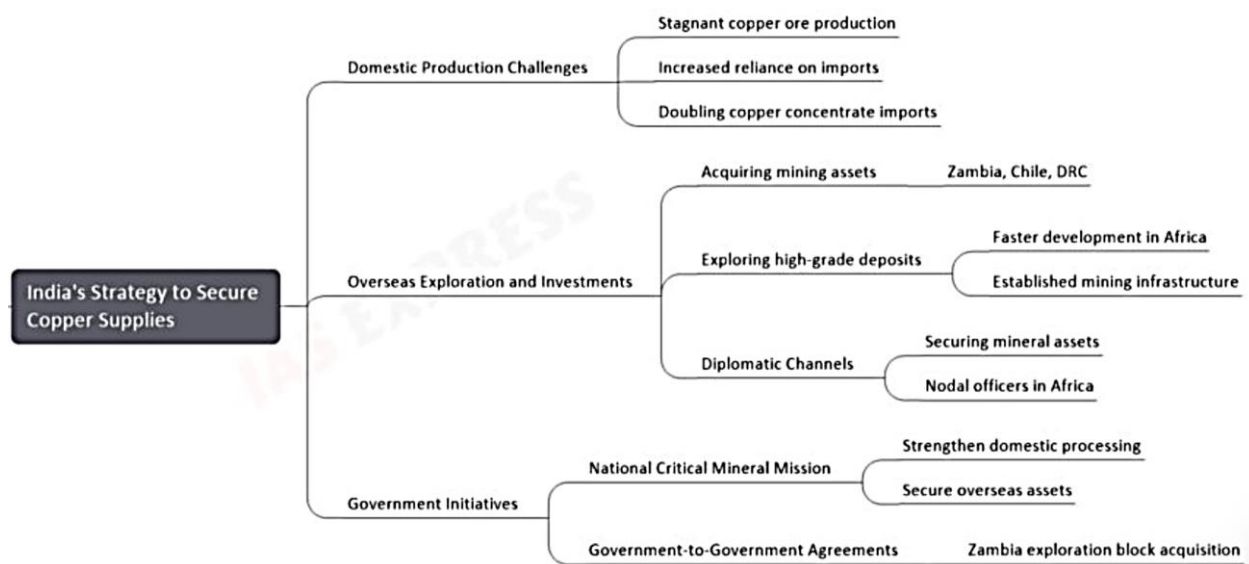 Stagnant copper ore production
Domestic Production Challenges
Increased reliance on imports
Doubling copper concentrate imports
Acquiring mining assets
Zambia, Chile, DRC
Faster development in Africa
Exploring high-grade deposits
Established mining infrastructure
India's Strategy to Secure
Copper Supplies
Overseas Exploration and Investments
IAS EXPRESS
Securing mineral assets
Diplomatic Channels
Nodal officers in Africa
Strengthen domestic processing
National Critical Mineral Mission
Secure overseas assets
Government Initiatives
Government-to-Government Agreements
Zambia exploration block acquisition